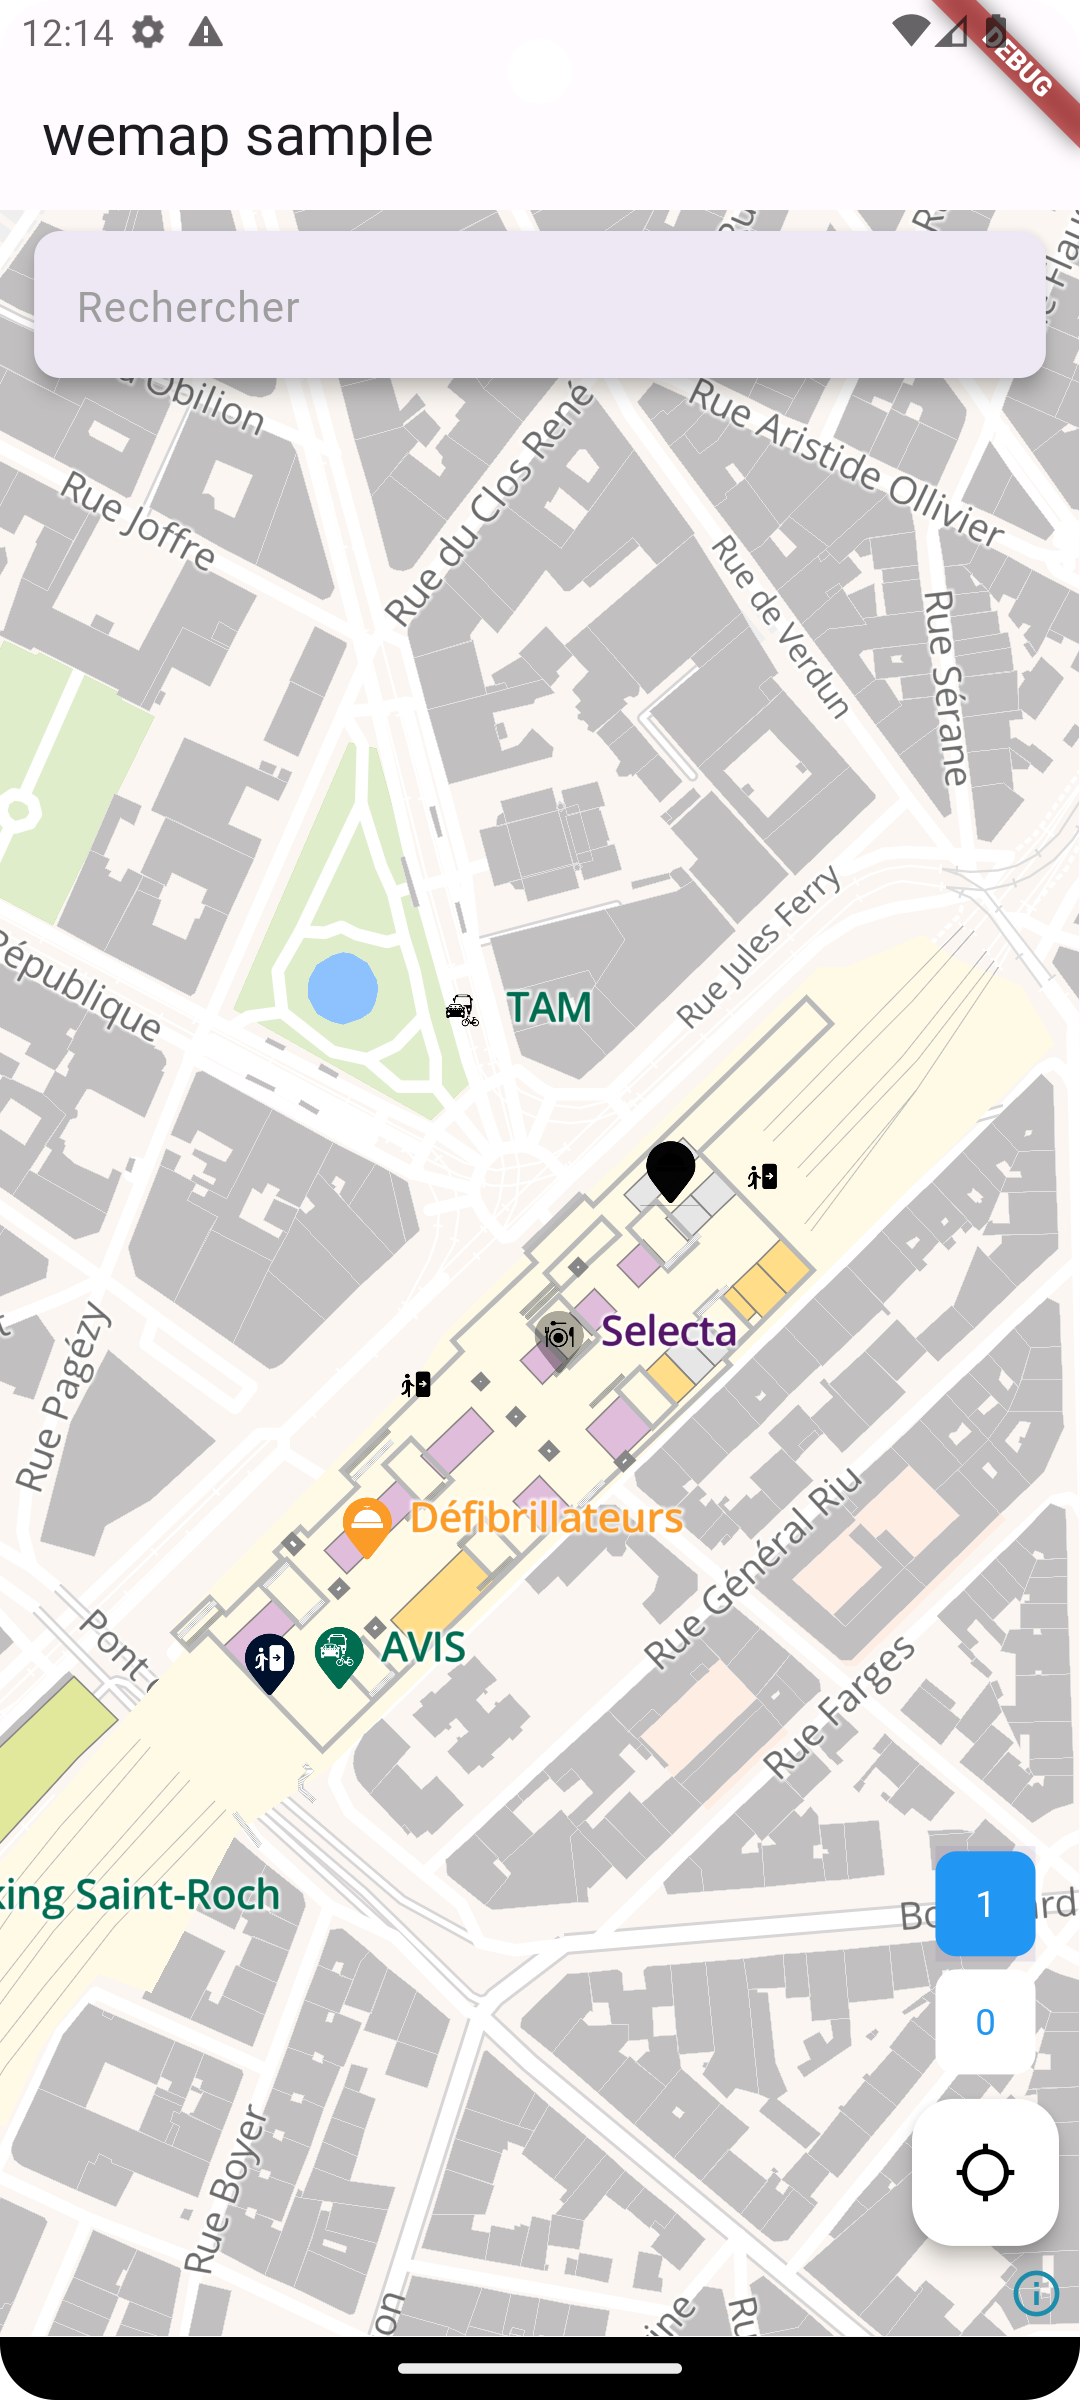 12:14
DEBUG
wemap sample
Rechercher
Obilion
Rue Aristide Ollivier
Rue Joffre
Rue du Clos René
Rue de Verdun
Rue Sérane
République
Rue Jules Ferry
TAM
Selecta
Rue Pagézy
Défibrillateurs
Rue Général Riu
AVIS
Pont
Rue Farges
king Saint-Roch
1
0
Rue Boyer